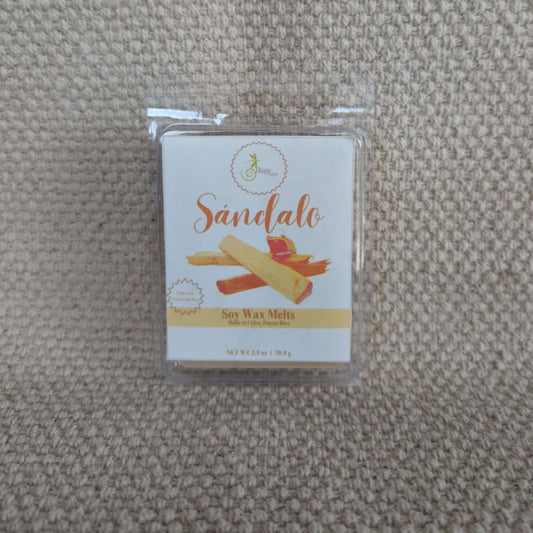 Sándalo
Soy Wax Melts
Made in Cidra, Puerto Rico
NET WT 2.5 oz / 70.9 g